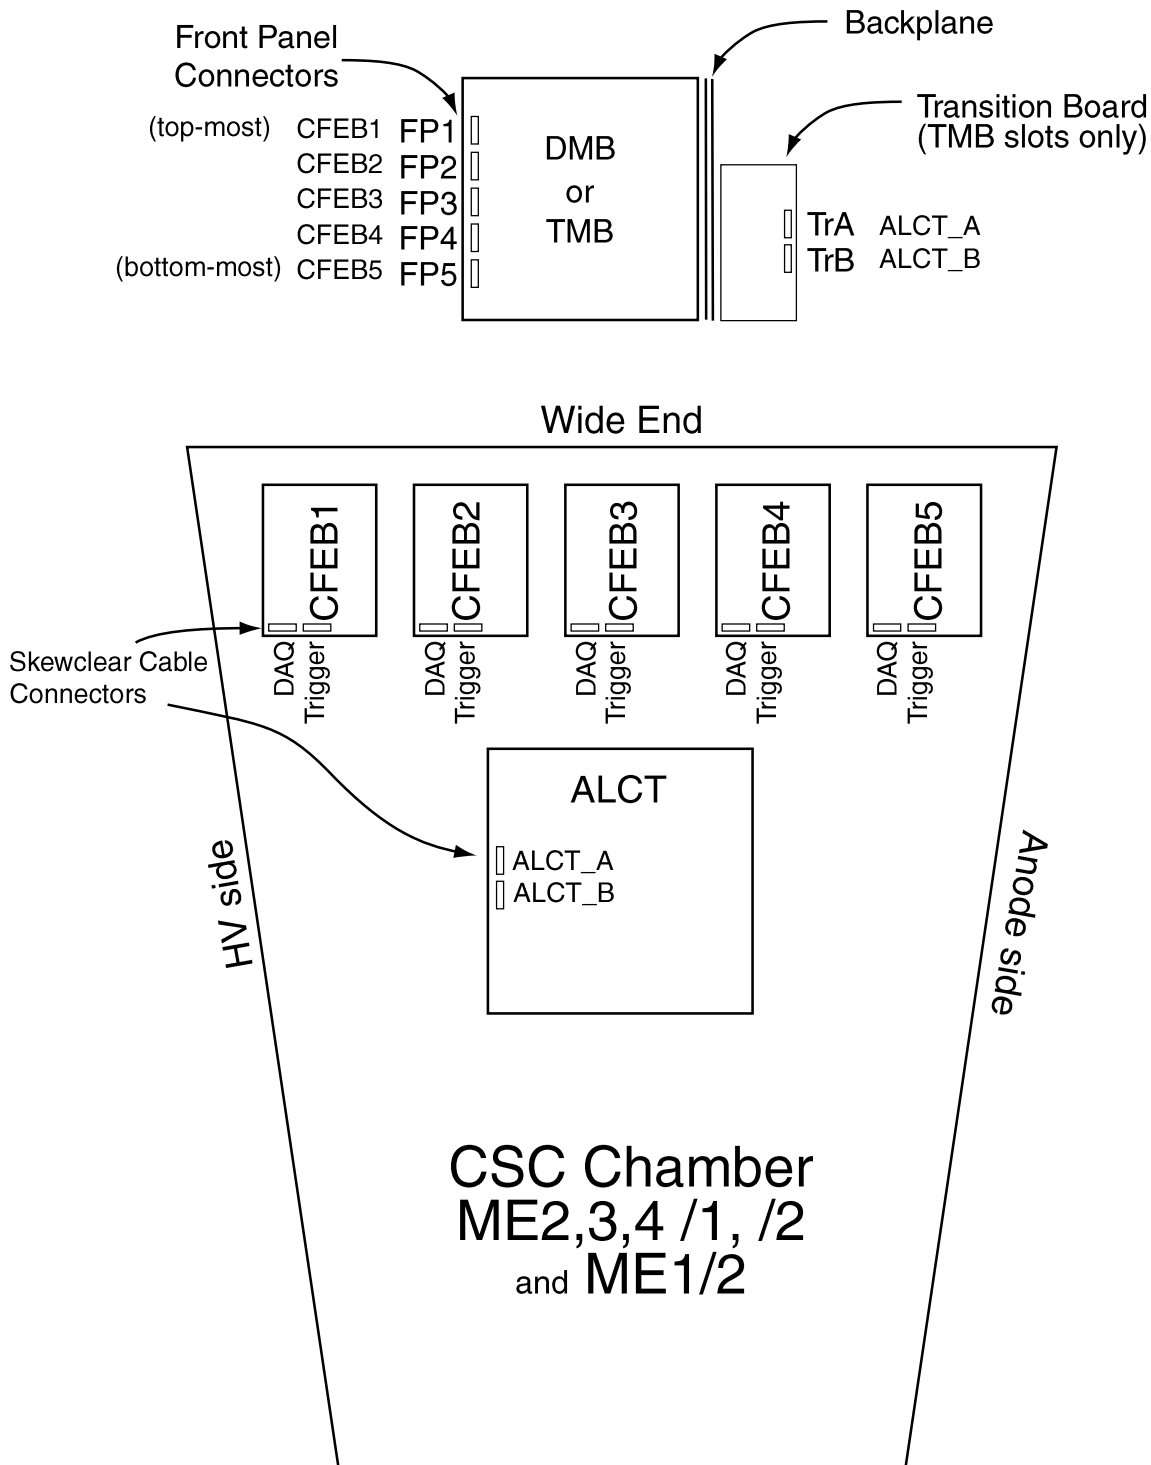 Backplane
Front Panel
Connectors
Transition Board
(TMB slots only)
(top-most) CFEB1 FP1
CFEB2 FP2
CFEB3 FP3
CFEB4 FP4
(bottom-most) CFEB5 FP5
DMB
or
TMB
TrA ALCT_A
TrB ALCT_B
Wide End
CFEB1
CFEB2
CFEB3
CFEB4
CFEB5
DAQ
Trigger
DAQ
Trigger
DAQ
Trigger
DAQ
Trigger
DAQ
Trigger
Skewclear Cable
Connectors
ALCT
ALCT_A
ALCT_B
HV side
Anode side
CSC Chamber
ME2,3,4 /1, /2
and ME1/2